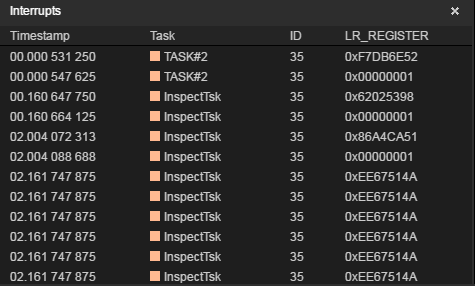 Interrupts ×
Timestamp Task ID LR_REGISTER
00.000 531 250 TASK#2 35 0xF7DB6E52
00.000 547 625 TASK#2 35 0x00000001
00.160 647 750 InspectTsk 35 0x62025398
00.160 664 125 InspectTsk 35 0x00000001
02.004 072 313 InspectTsk 35 0x86A4CA51
02.004 088 688 InspectTsk 35 0x00000001
02.161 747 875 InspectTsk 35 0xEE67514A
02.161 747 875 InspectTsk 35 0xEE67514A
02.161 747 875 InspectTsk 35 0xEE67514A
02.161 747 875 InspectTsk 35 0xEE67514A
02.161 747 875 InspectTsk 35 0xEE67514A
02.161 747 875 InspectTsk 35 0xEE67514A